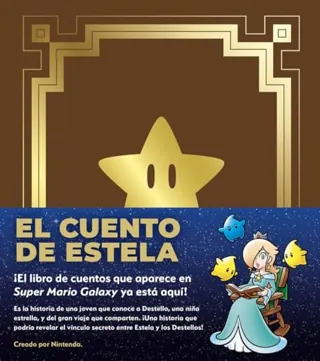 EL CUENTO
DE ESTELA
¡El libro de cuentos que aparece en
Super Mario Galaxy ya está aquí!
Es la historia de una joven que conoce a Destello, una niña
estrella, y del gran viaje que comparten. ¡Una historia que
podría revelar el vínculo secreto entre Estela y los Destellos!
Creado por Nintendo.